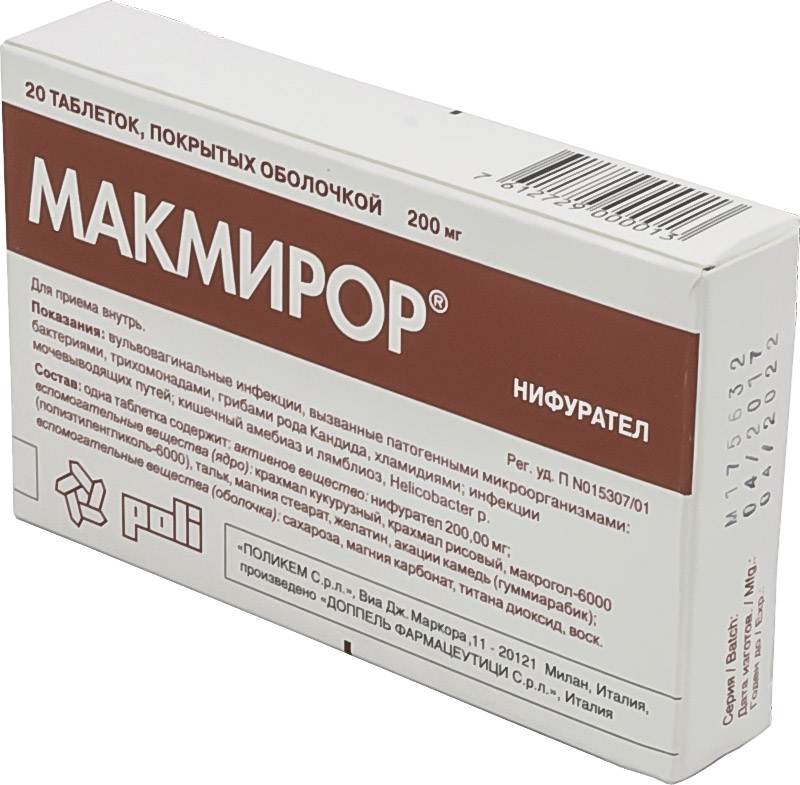 20 ТАБЛЕТОК, ПОКРЫТЫХ ОБОЛОЧКОЙ 200 мг
7 612729 000013
МАКМИРОР®
НИФУРАТЕЛ
Рег. уд. П N015307/01
Для приема внутрь.
Показания: вульвовагинальные инфекции, вызванные патогенными микроорганизмами:
бактериями, трихомонадами, грибами рода Кандида, хламидиями; инфекции
мочевыводящих путей; кишечный амебиаз и лямблиоз, Helicobacter p.
Состав: одна таблетка содержит: активное вещество: нифурател 200,00 мг;
вспомогательные вещества (ядро): крахмал кукурузный, крахмал рисовый, макрогол-6000
(полиэтиленгликоль-6000), тальк, магния стеарат, желатин, акации камедь (гуммиарабик);
вспомогательные вещества (оболочка): сахароза, магния карбонат, титана диоксид, воск.
poli
«ПОЛИКЕМ С.р.л.», Виа Дж. Маркора,11 - 20121 Милан, Италия,
произведено «ДОППЕЛЬ ФАРМАЦЕУТИЦИ С.р.л.», Италия
Серия / Batch:
Дата изготов. / Mfg.:
Годен до / Exp.:
M175632
04/2017
04/2022